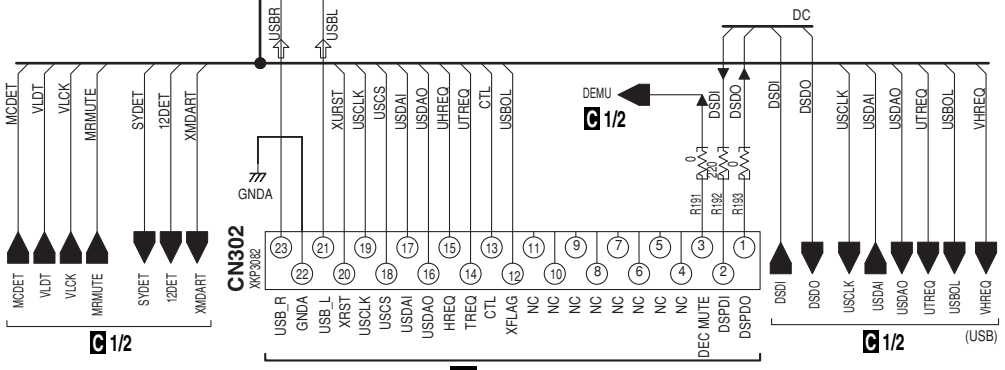 USBR
USBL
DC
MCDET
VLDT
VLCK
MRMUTE
SYDET
12DET
XMDART
XURST
USCLK
USCS
USDAI
USDAO
UHREQ
UTREQ
CTL
USBOL
DEMU
C 1/2
DSDI
DSDO
DSDI
DSDO
USCLK
USDAI
USDAO
UTREQ
USBOL
VHREQ
GNDA
0
220
0
R191
R192
R193
CN302
XKP3082
23
21
19
17
15
13
11
9
7
5
3
1
22
20
18
16
14
12
10
8
6
4
2
USB_R
GNDA
USB_L
XRST
USCLK
USCS
USDAI
USDAO
HREQ
TREQ
CTL
XFLAG
NC
NC
NC
NC
NC
NC
NC
NC
DEC MUTE
DSPDI
DSPDO
MCDET
VLDT
VLCK
MRMUTE
SYDET
12DET
XMDART
C 1/2
DSDI
DSDO
USCLK
USDAI
USDAO
UTREQ
USBOL
VHREQ
C 1/2
(USB)